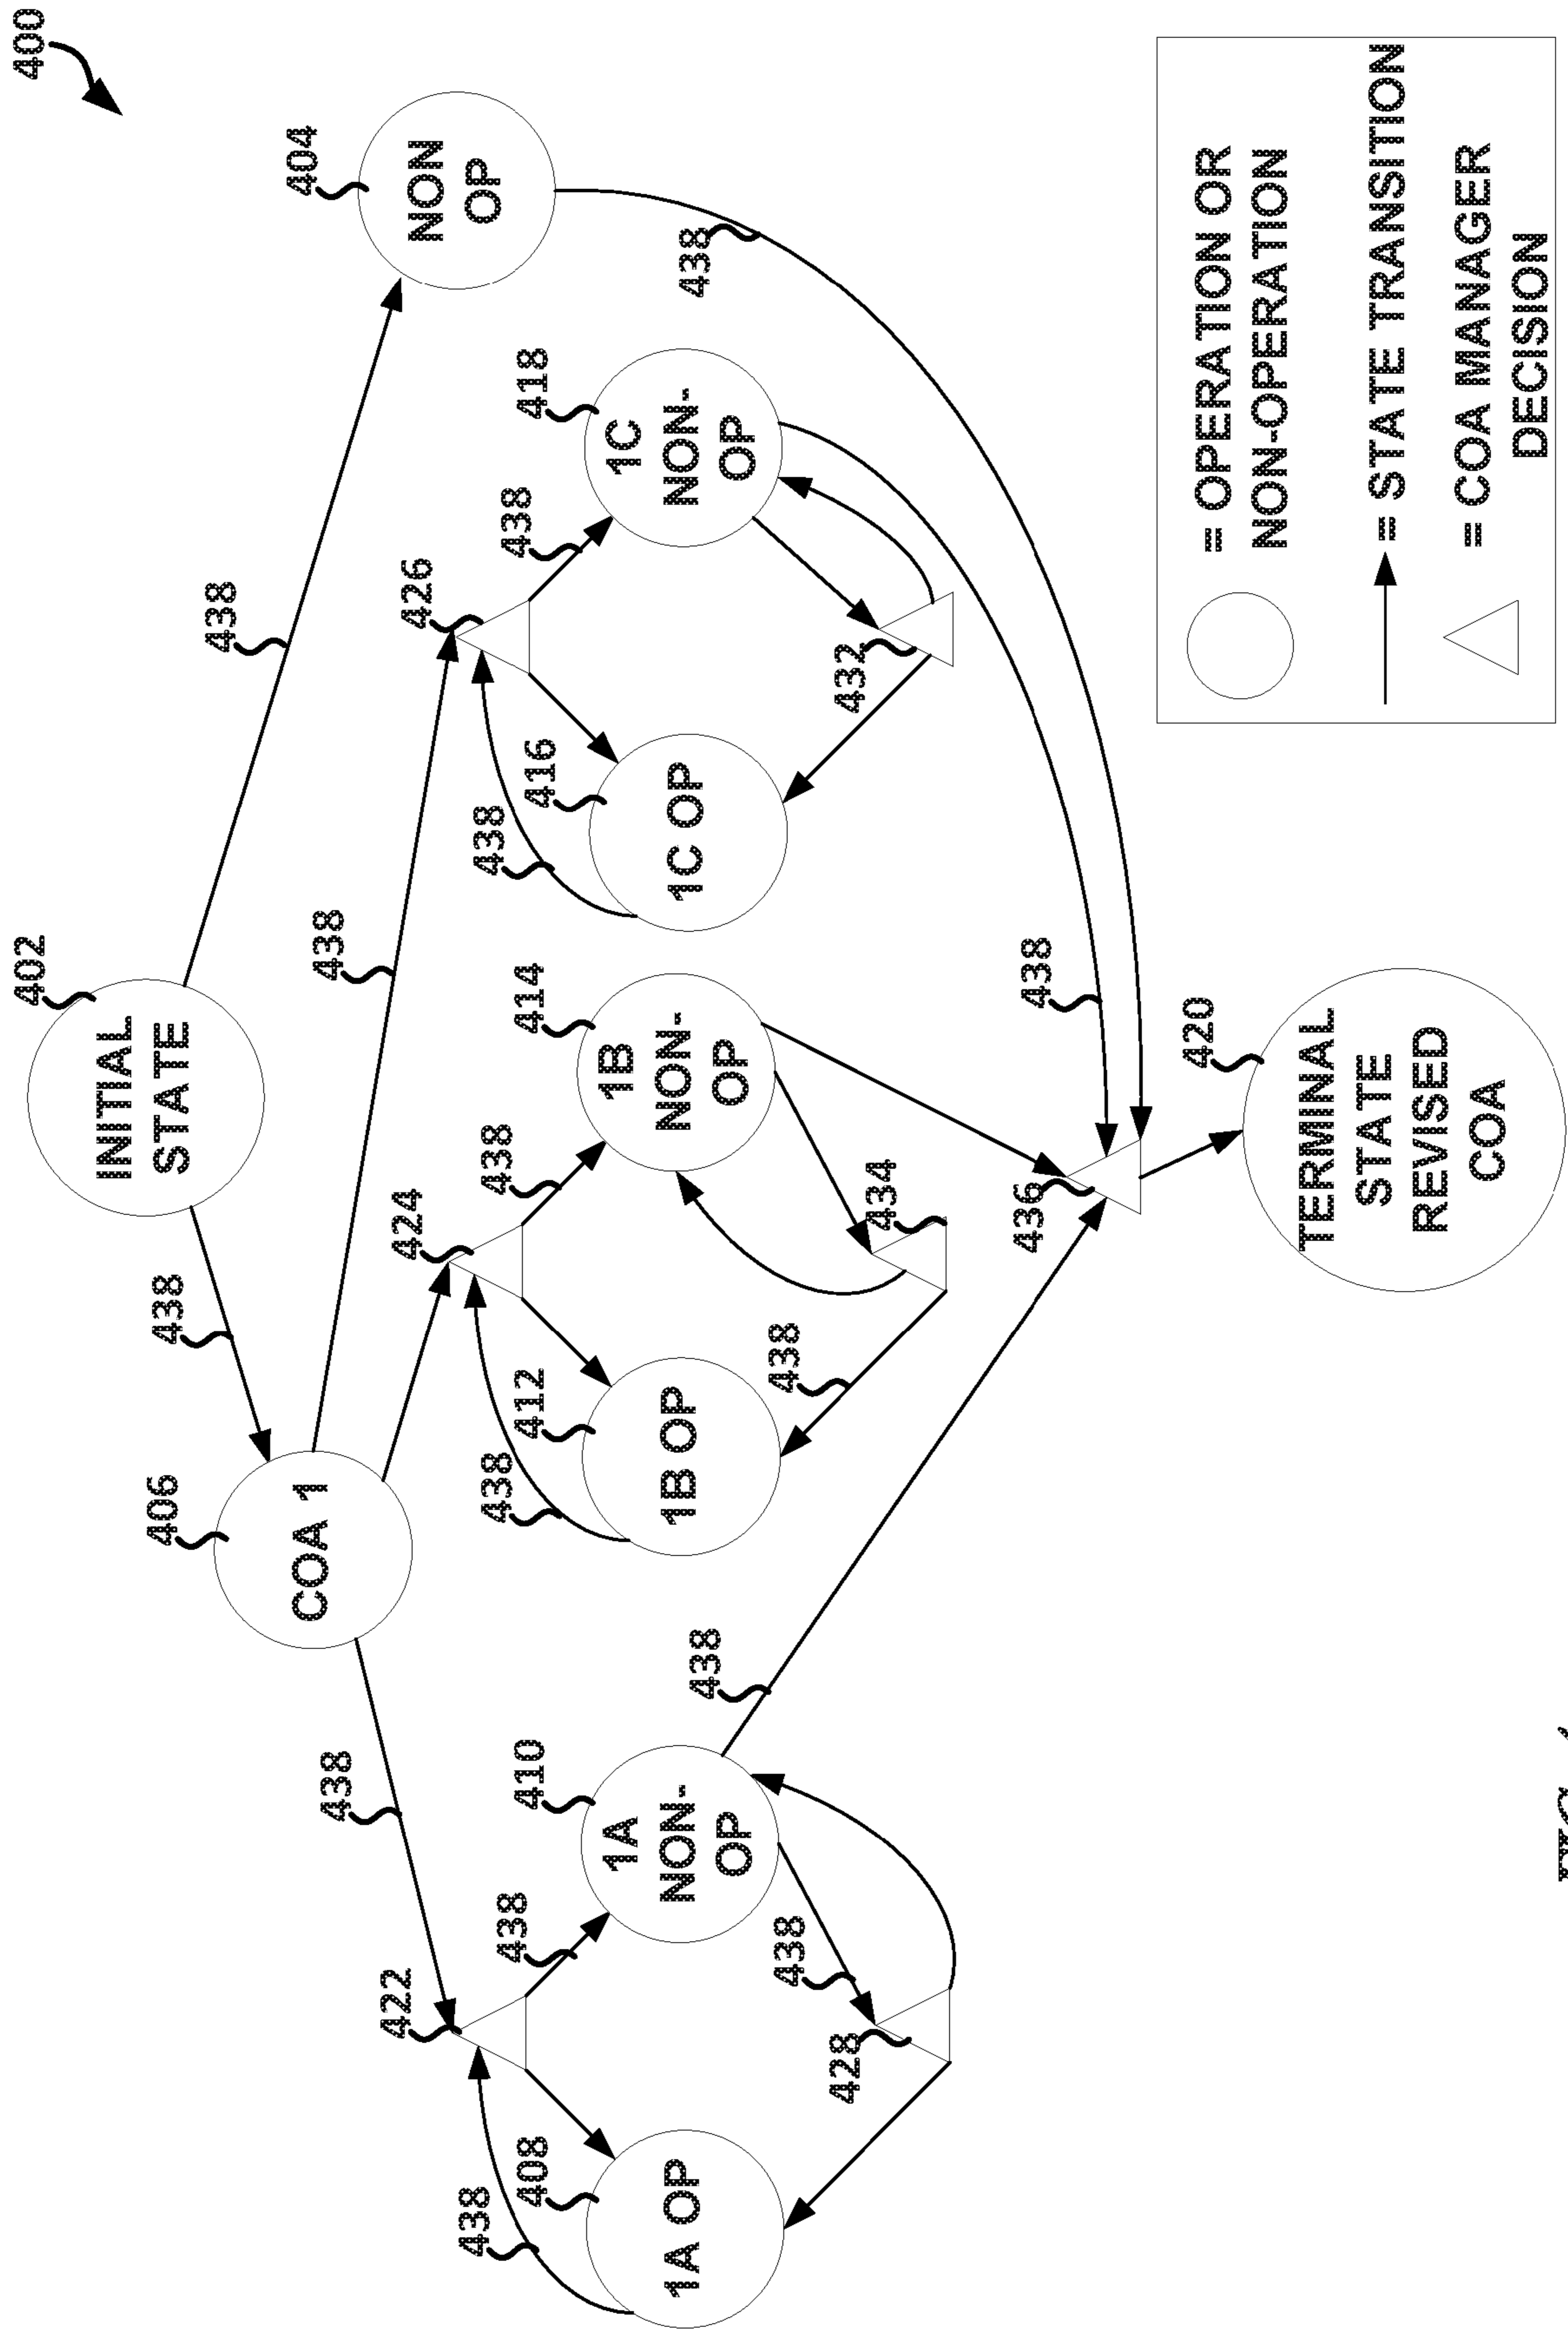 400
402
INITIAL
STATE
438
438
404
NON
OP
406
COA 1
438
438
438
422
424
426
438
438
438
438
438
438
408
1A OP
410
1A
NON-
OP
412
1B OP
414
1B
NON-
OP
416
1C OP
418
1C
NON-
OP
438
438
438
438
428
434
432
436
438
420
TERMINAL
STATE
REVISED
COA
= OPERATION OR
NON-OPERATION
= STATE TRANSITION
= COA MANAGER
DECISION